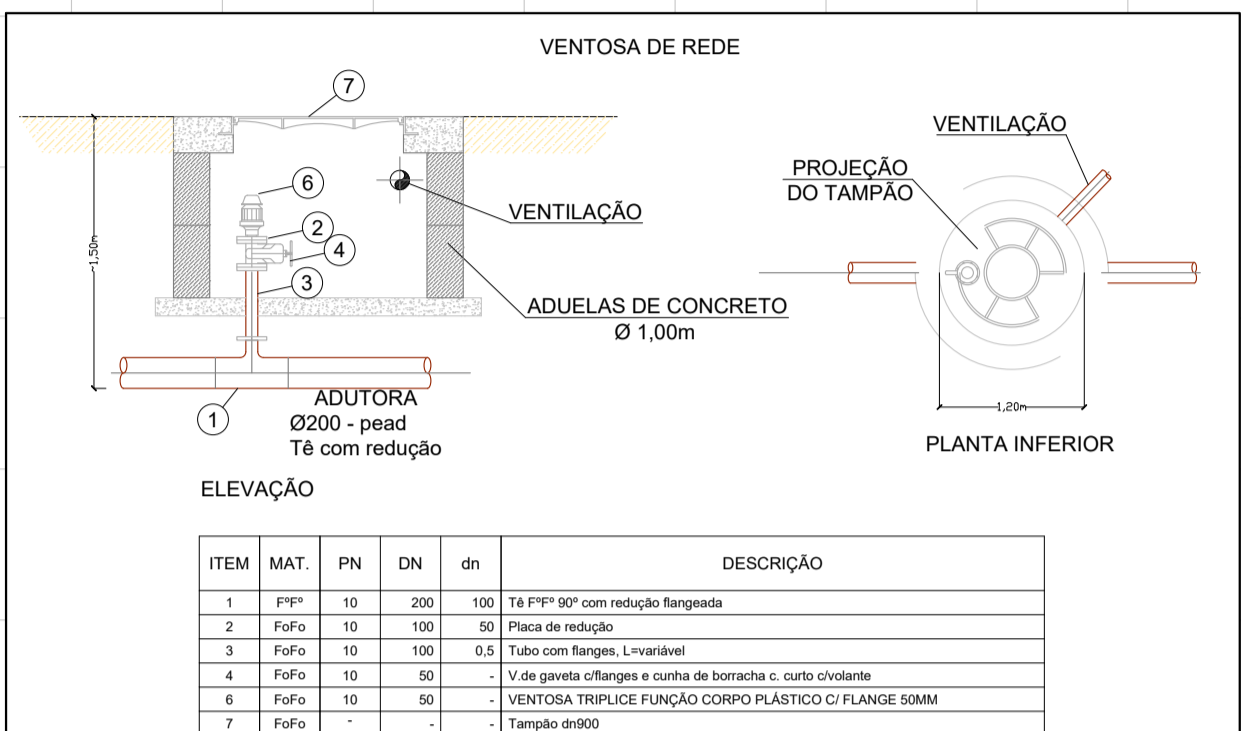 VENTOSA DE REDE
7
6
2
4
3
1
~1,50m
VENTILAÇÃO
ADUELAS DE CONCRETO
Ø 1,00m
ADUTORA
Ø200 - pead
Tê com redução
ELEVAÇÃO
VENTILAÇÃO
PROJEÇÃO
DO TAMPÃO
1,20m
PLANTA INFERIOR
ITEM MAT. PN DN dn DESCRIÇÃO
1 FºFº 10 200 100 Tê FºFº 90º com redução flangeada
2 FoFo 10 100 50 Placa de redução
3 FoFo 10 100 0,5 Tubo com flanges, L=variável
4 FoFo 10 50 - V.de gaveta c/flanges e cunha de borracha c. curto c/volante
6 FoFo 10 50 - VENTOSA TRIPLICE FUNÇÃO CORPO PLÁSTICO C/ FLANGE 50MM
7 FoFo - - - Tampão dn900